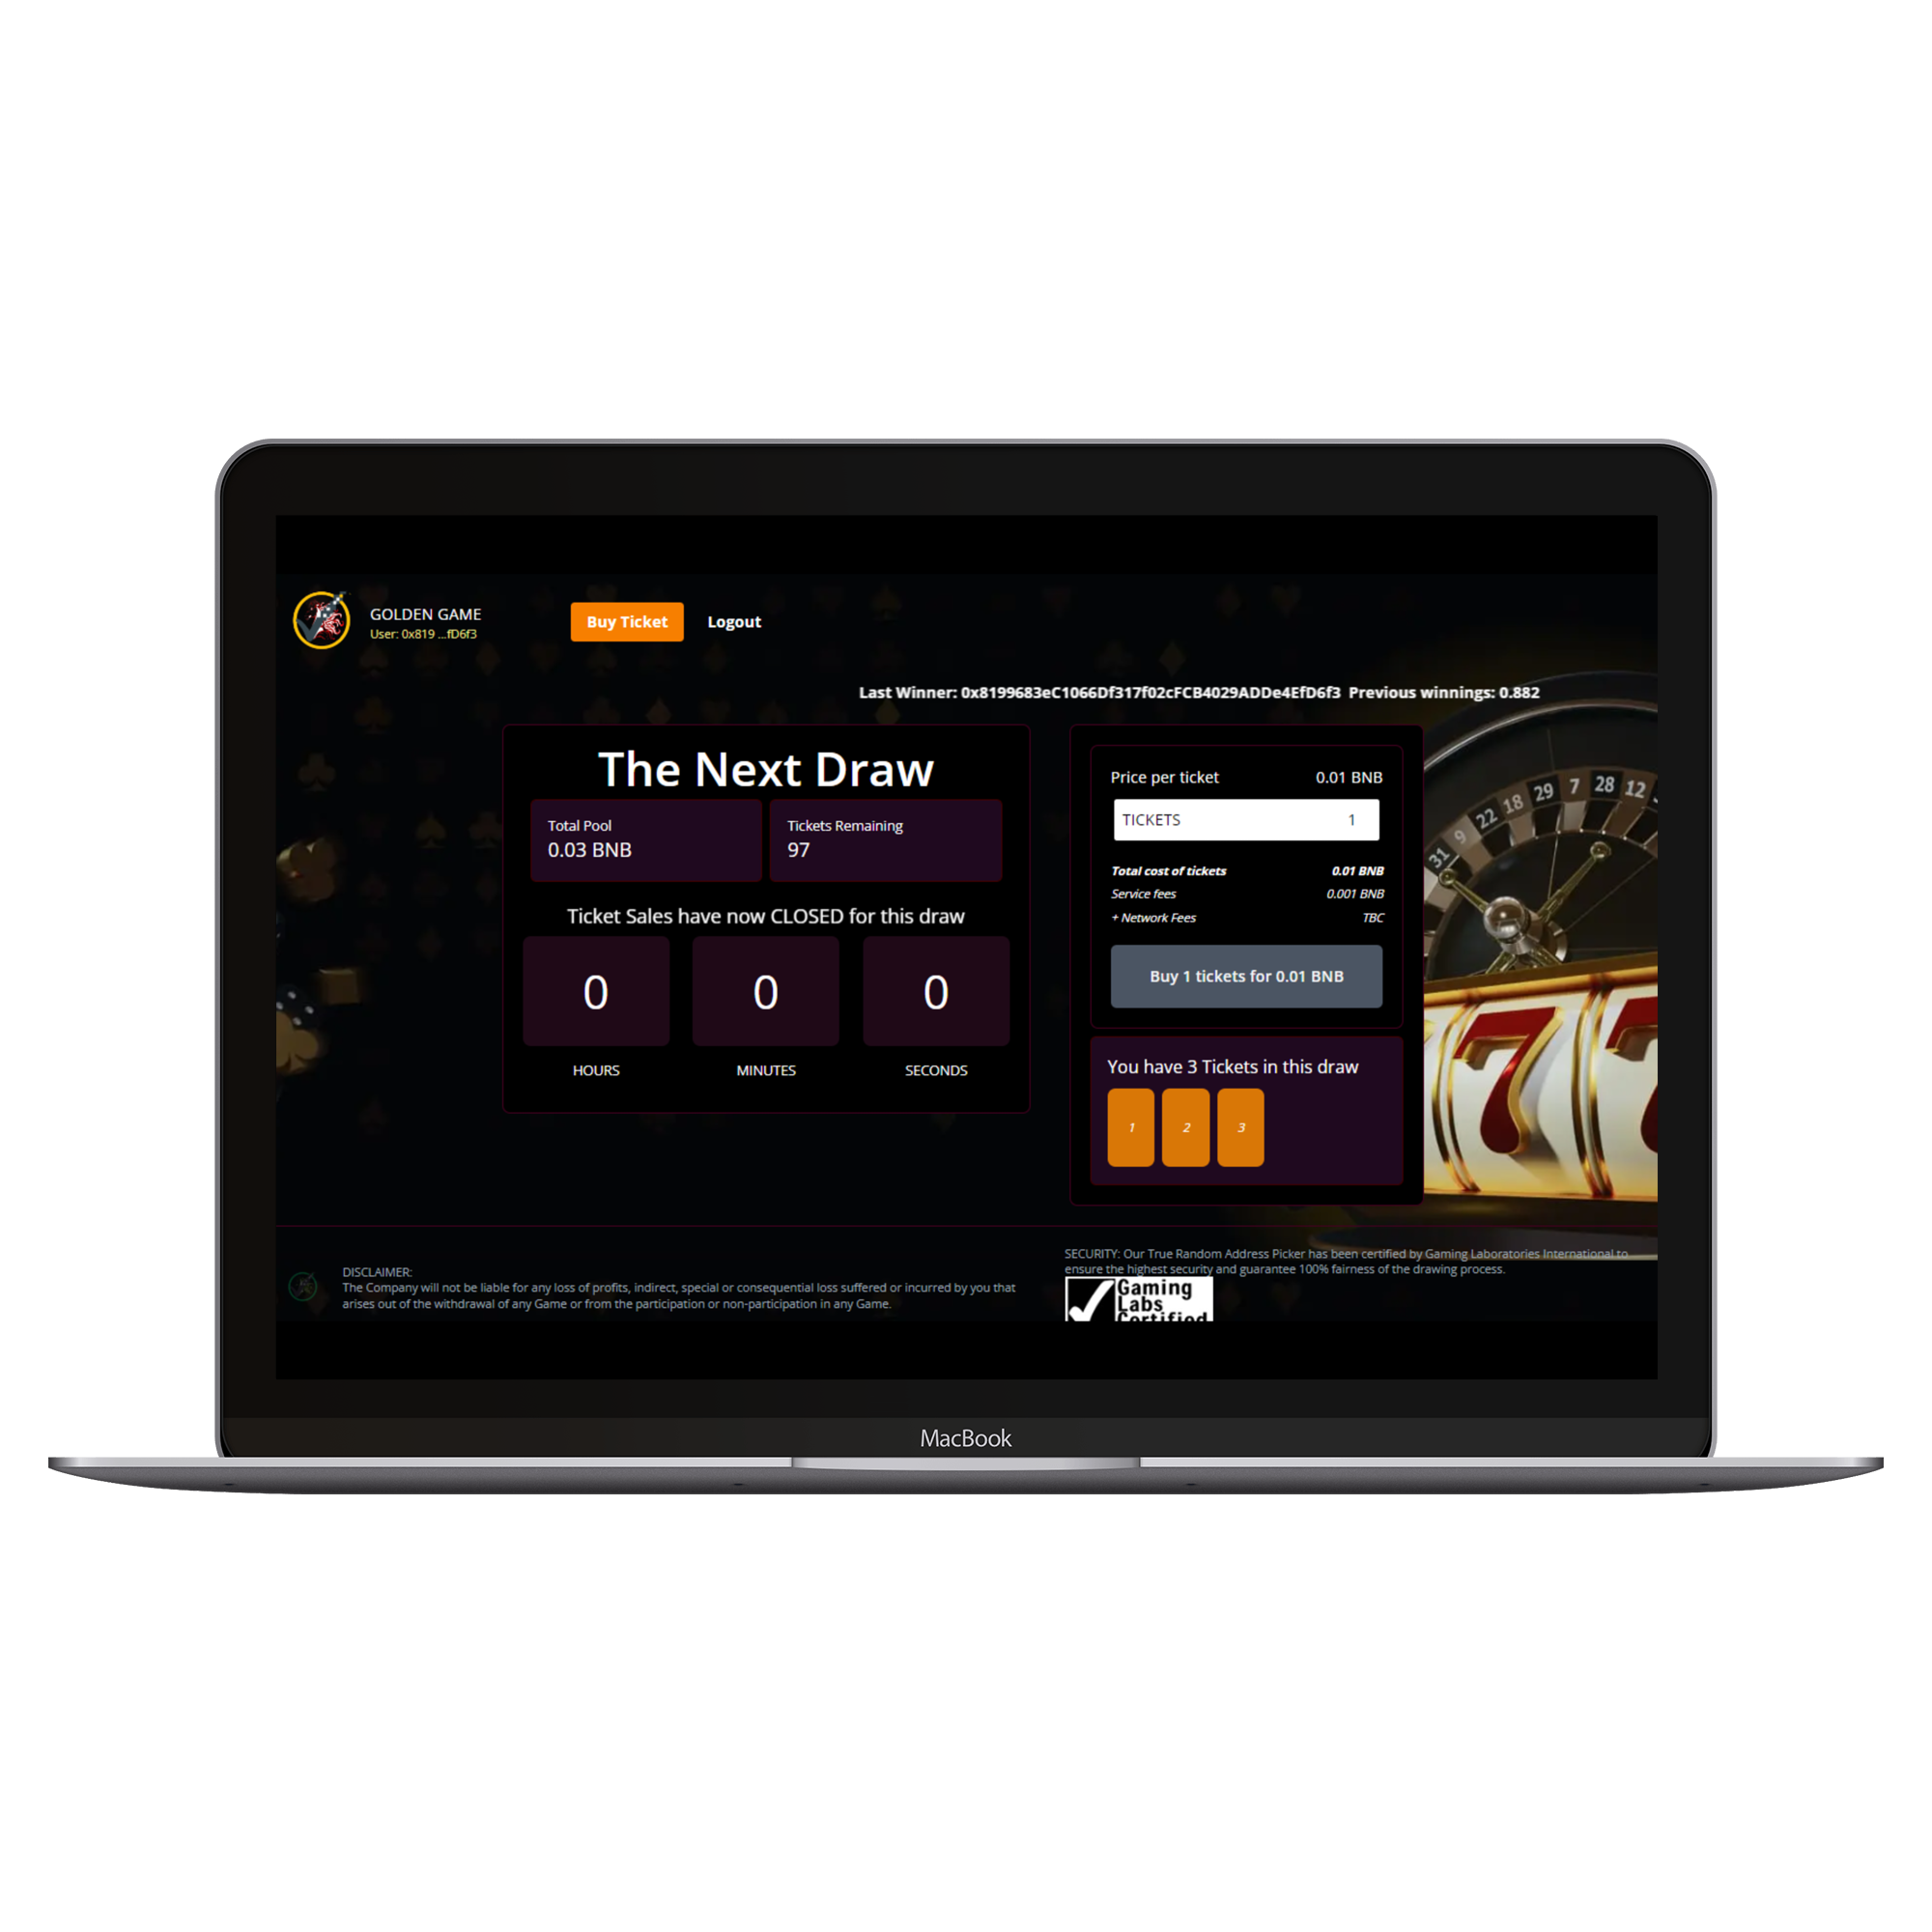 GOLDEN GAME
User: 0x819 ...fD6f3
Buy Ticket
Logout
Last Winner: 0x8199683eC1066Df317f02cFCB4029ADDe4EfD6f3 Previous winnings: 0.882
The Next Draw
Total Pool
0.03 BNB
Tickets Remaining
97
Ticket Sales have now CLOSED for this draw
0
0
0
HOURS
MINUTES
SECONDS
Price per ticket
0.01 BNB
TICKETS
1
Total cost of tickets
0.01 BNB
Service fees
0.001 BNB
+ Network Fees
TBC
Buy 1 tickets for 0.01 BNB
You have 3 Tickets in this draw
1
2
3
31 9 22 18 29 7 28 12
7 7
DISCLAIMER:
The Company will not be liable for any loss of profits, indirect, special or consequential loss suffered or incurred by you that
arises out of the withdrawal of any Game or from the participation or non-participation in any Game.
SECURITY: Our True Random Address Picker has been certified by Gaming Laboratories International to
ensure the highest security and guarantee 100% fairness of the drawing process.
Gaming
Labs
Certified
MacBook